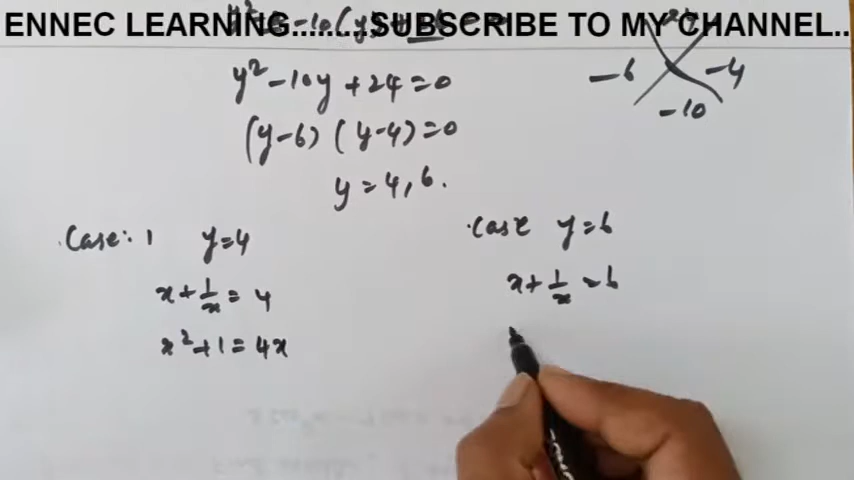 ENNEC LEARNING........SUBSCRIBE TO MY CHANNEL..
y² - 10y + 24 = 0
-6 -4
-10
(y-6) (y-4) = 0
y = 4, 6.
Case: 1 y = 4
Case y = 6
x + 1/x = 4
x + 1/x = 6
x² + 1 = 4x